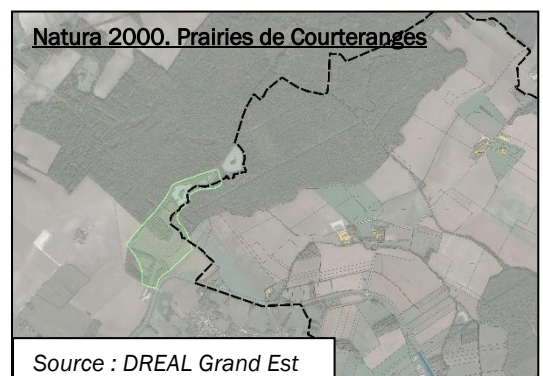 Natura 2000. Prairies de Courteranges
Source : DREAL Grand Est